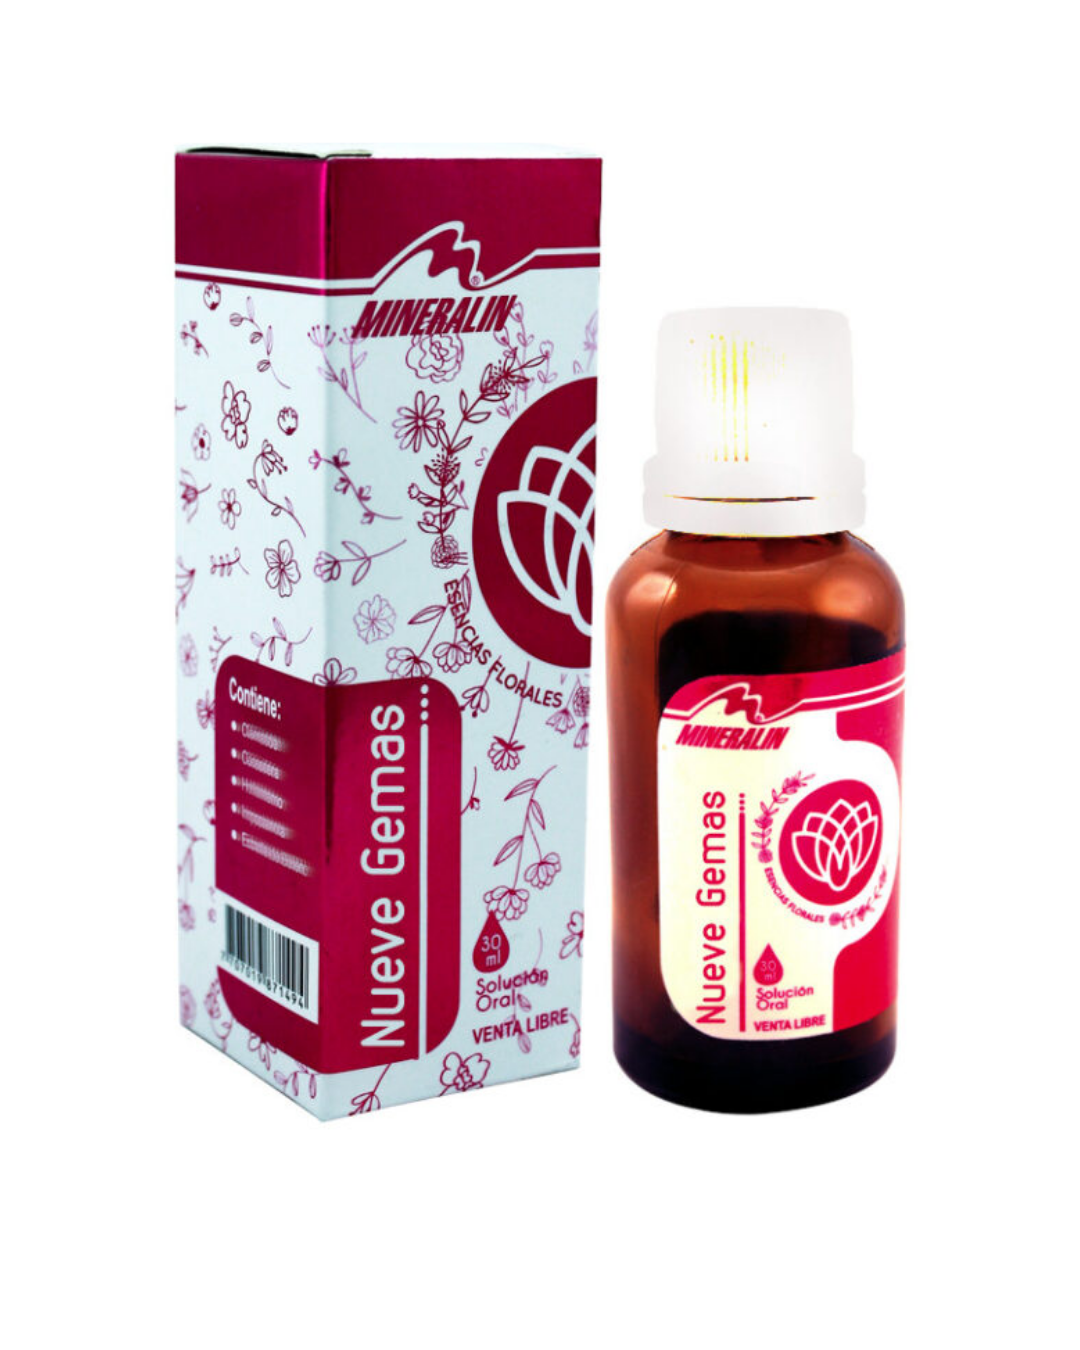 MINERALIN
ESENCIAS FLORALES
Contiene:
Nueve Gemas
30
ml
Solución
Oral
VENTA LIBRE
MINERALIN
ESENCIAS FLORALES
Nueve Gemas
30
ml
Solución
Oral
VENTA LIBRE